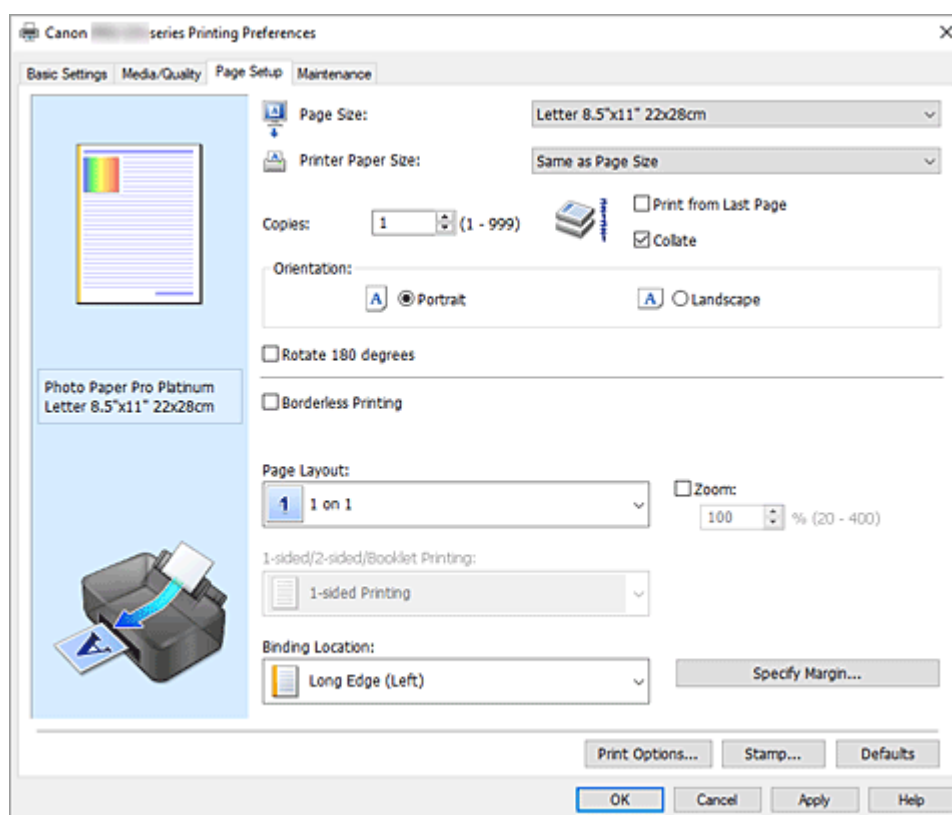 Canon series Printing Preferences
Basic Settings Media/Quality Page Setup Maintenance
Page Size: Letter 8.5"x11" 22x28cm
Printer Paper Size: Same as Page Size
Copies: 1 (1 - 999)
Print from Last Page
Collate
Orientation:
A Portrait A Landscape
Rotate 180 degrees
Photo Paper Pro Platinum
Letter 8.5"x11" 22x28cm
Borderless Printing
Page Layout:
1 1 on 1
Zoom:
100 % (20 - 400)
1-sided/2-sided/Booklet Printing:
1-sided Printing
Binding Location:
Long Edge (Left)
Specify Margin...
A
Print Options... Stamp... Defaults
OK Cancel Apply Help